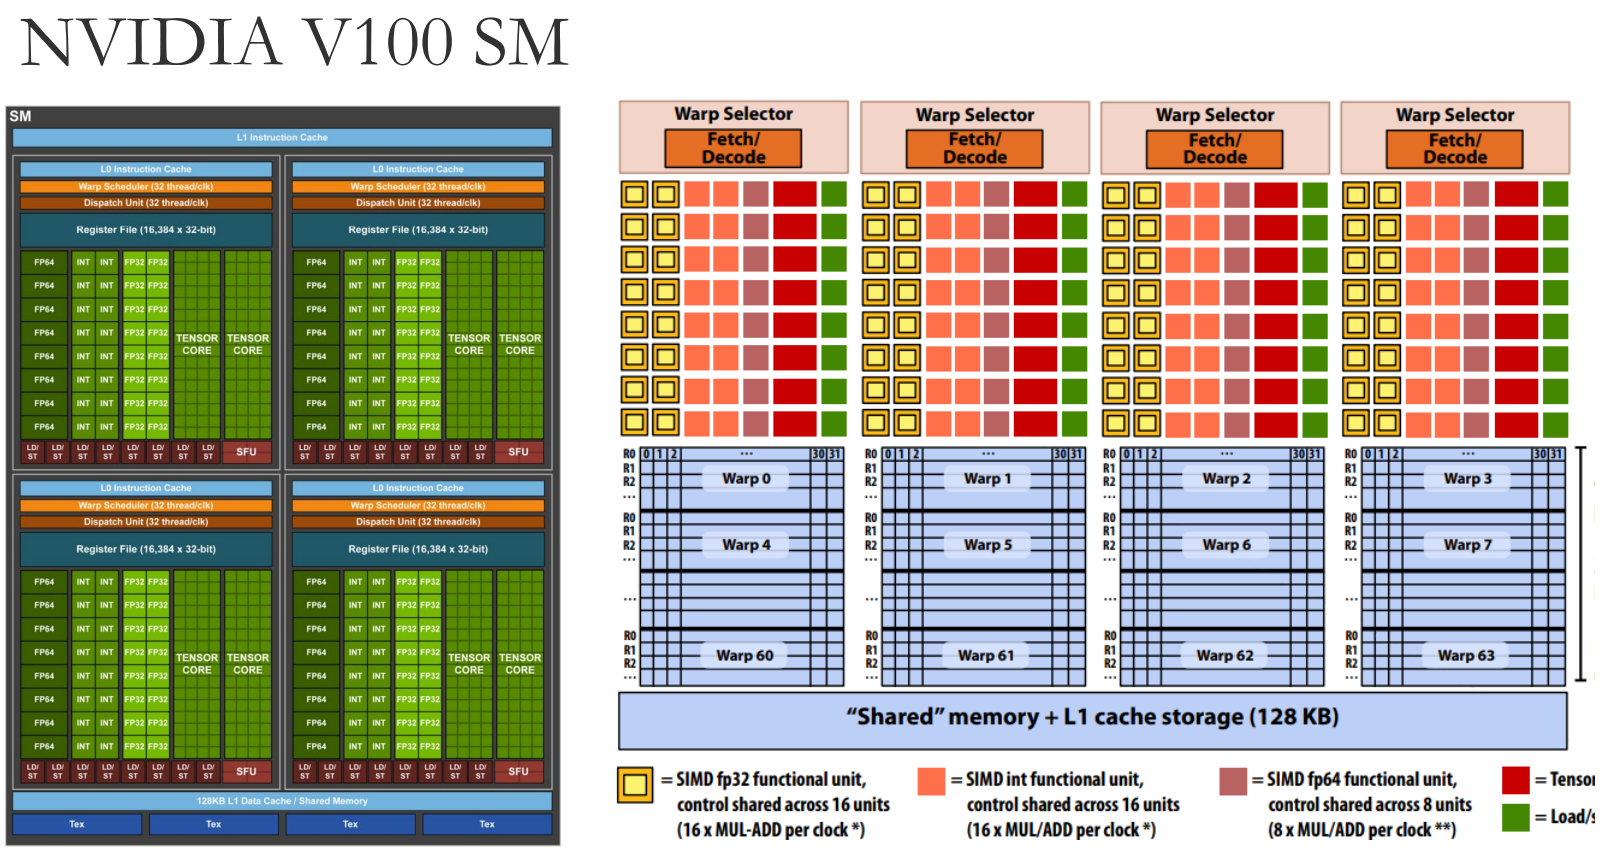 NVIDIA V100 SM
SM
L1 Instruction Cache
L0 Instruction Cache L0 Instruction Cache
Warp Scheduler (32 thread/clk) Warp Scheduler (32 thread/clk)
Dispatch Unit (32 thread/clk) Dispatch Unit (32 thread/clk)
Register File (16,384 x 32-bit) Register File (16,384 x 32-bit)
FP64 INT INT FP32 FP32 FP64 INT INT FP32 FP32
FP64 INT INT FP32 FP32 FP64 INT INT FP32 FP32
FP64 INT INT FP32 FP32 FP64 INT INT FP32 FP32
FP64 INT INT FP32 FP32 TENSOR TENSOR FP64 INT INT FP32 FP32 TENSOR TENSOR
FP64 INT INT FP32 FP32 CORE CORE FP64 INT INT FP32 FP32 CORE CORE
FP64 INT INT FP32 FP32 FP64 INT INT FP32 FP32
FP64 INT INT FP32 FP32 FP64 INT INT FP32 FP32
FP64 INT INT FP32 FP32 FP64 INT INT FP32 FP32
LD/ LD/ LD/ LD/ LD/ LD/ LD/ LD/ SFU LD/ LD/ LD/ LD/ LD/ LD/ LD/ LD/ SFU
ST ST ST ST ST ST ST ST ST ST ST ST ST ST ST ST
L0 Instruction Cache L0 Instruction Cache
Warp Scheduler (32 thread/clk) Warp Scheduler (32 thread/clk)
Dispatch Unit (32 thread/clk) Dispatch Unit (32 thread/clk)
Register File (16,384 x 32-bit) Register File (16,384 x 32-bit)
FP64 INT INT FP32 FP32 FP64 INT INT FP32 FP32
FP64 INT INT FP32 FP32 FP64 INT INT FP32 FP32
FP64 INT INT FP32 FP32 FP64 INT INT FP32 FP32
FP64 INT INT FP32 FP32 TENSOR TENSOR FP64 INT INT FP32 FP32 TENSOR TENSOR
FP64 INT INT FP32 FP32 CORE CORE FP64 INT INT FP32 FP32 CORE CORE
FP64 INT INT FP32 FP32 FP64 INT INT FP32 FP32
FP64 INT INT FP32 FP32 FP64 INT INT FP32 FP32
FP64 INT INT FP32 FP32 FP64 INT INT FP32 FP32
LD/ LD/ LD/ LD/ LD/ LD/ LD/ LD/ SFU LD/ LD/ LD/ LD/ LD/ LD/ LD/ LD/ SFU
ST ST ST ST ST ST ST ST ST ST ST ST ST ST ST ST
128KB L1 Data Cache / Shared Memory
Tex Tex Tex Tex
Warp Selector Warp Selector Warp Selector Warp Selector
Fetch/ Fetch/ Fetch/ Fetch/
Decode Decode Decode Decode
R0 0 1 2 ... 30 31 R0 0 1 2 ... 30 31 R0 0 1 2 ... 30 31 R0 0 1 2 ... 30 31
R1 R1 R1 R1
R2 Warp 0 R2 Warp 1 R2 Warp 2 R2 Warp 3
... ... ... ...
R0 R0 R0 R0
R1 R1 R1 R1
R2 Warp 4 R2 Warp 5 R2 Warp 6 R2 Warp 7
... ... ... ...
... ... ... ...
R0 R0 R0 R0
R1 Warp 60 R1 Warp 61 R1 Warp 62 R1 Warp 63
R2 R2 R2 R2
... ... ... ...
“Shared” memory + L1 cache storage (128 KB)
= SIMD fp32 functional unit,
control shared across 16 units
(16 x MUL-ADD per clock *)
= SIMD int functional unit,
control shared across 16 units
(16 x MUL/ADD per clock *)
= SIMD fp64 functional unit,
control shared across 8 units
(8 x MUL/ADD per clock **)
= Tensor
= Load/s